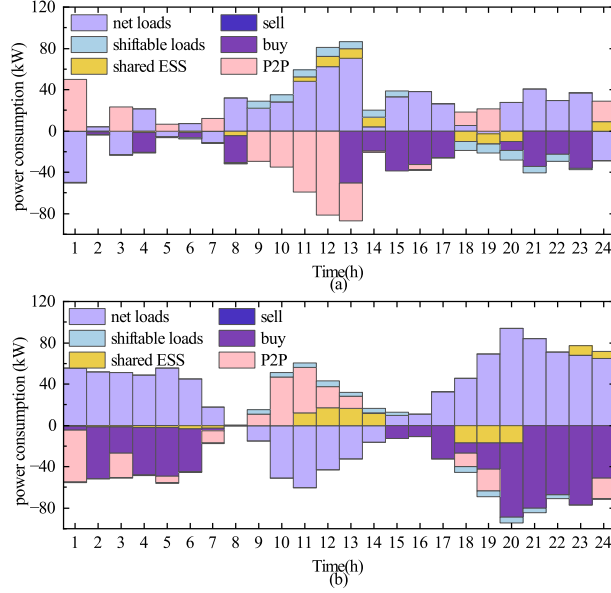 120
80
40
0
-40
-80
power consumption (kW)
net loads
shiftable loads
shared ESS
sell
buy
P2P
1 2 3 4 5 6 7 8 9 10 11 12 13 14 15 16 17 18 19 20 21 22 23 24
Time(h)
(a)
120
80
40
0
-40
-80
power consumption (kW)
net loads
shiftable loads
shared ESS
sell
buy
P2P
1 2 3 4 5 6 7 8 9 10 11 12 13 14 15 16 17 18 19 20 21 22 23 24
Time(h)
(b)